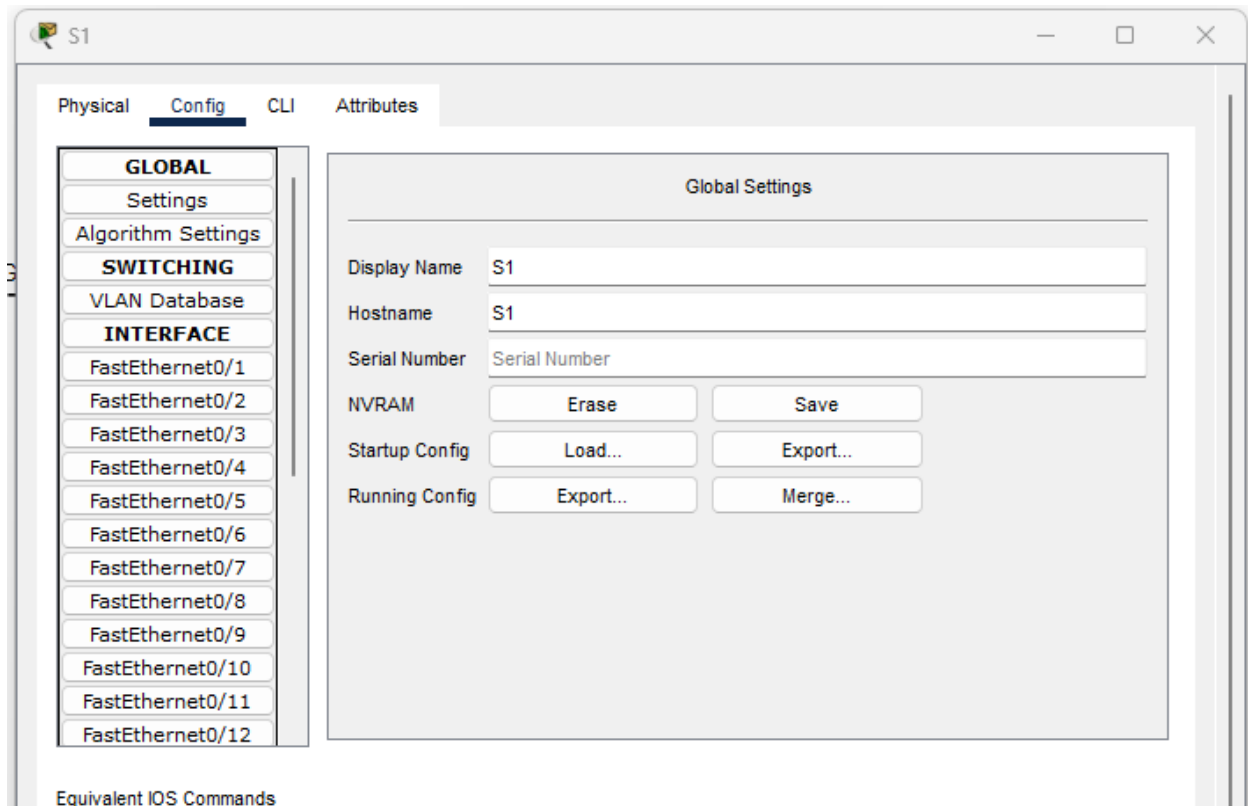 S1
Physical Config CLI Attributes
GLOBAL
Settings
Algorithm Settings
SWITCHING
VLAN Database
INTERFACE
FastEthernet0/1
FastEthernet0/2
FastEthernet0/3
FastEthernet0/4
FastEthernet0/5
FastEthernet0/6
FastEthernet0/7
FastEthernet0/8
FastEthernet0/9
FastEthernet0/10
FastEthernet0/11
FastEthernet0/12
Global Settings
Display Name S1
Hostname S1
Serial Number Serial Number
NVRAM Erase Save
Startup Config Load... Export...
Running Config Export... Merge...
Equivalent IOS Commands